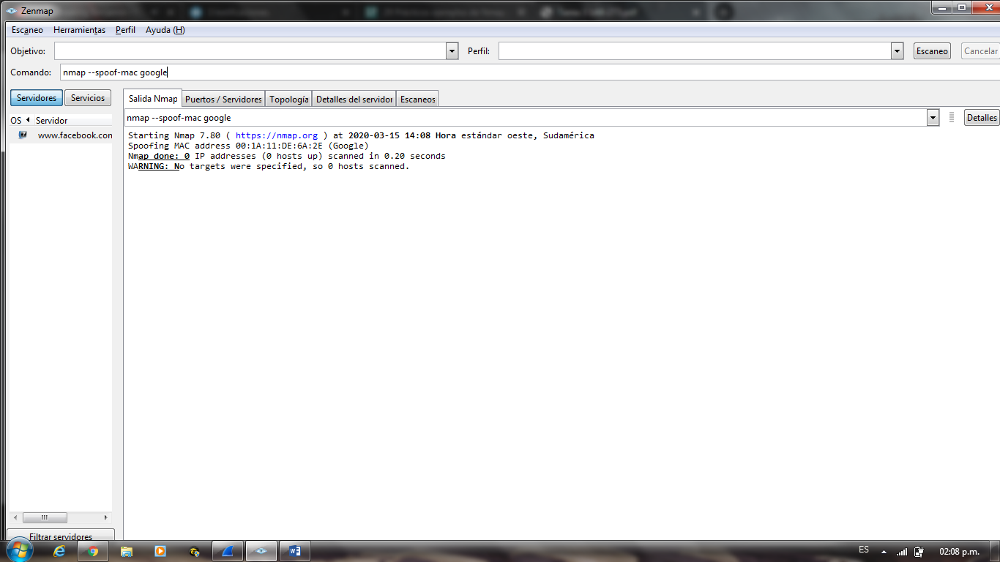 Zenmap
Escaneo Herramientas Perfil Ayuda (H)
Objetivo: Perfil: Escaneo Cancelar
Comando: nmap --spoof-mac google
Servidores Servicios
Salida Nmap Puertos / Servidores Topología Detalles del servidor Escaneos
nmap --spoof-mac google Detalles
OS Servidor
www.facebook.con
Starting Nmap 7.80 ( https://nmap.org ) at 2020-03-15 14:08 Hora estándar oeste, Sudamérica
Spoofing MAC address 00:1A:11:DE:6A:2E (Google)
Nmap done: 0 IP addresses (0 hosts up) scanned in 0.20 seconds
WARNING: No targets were specified, so 0 hosts scanned.
Filtrar servidores
ES 02:08 p.m.